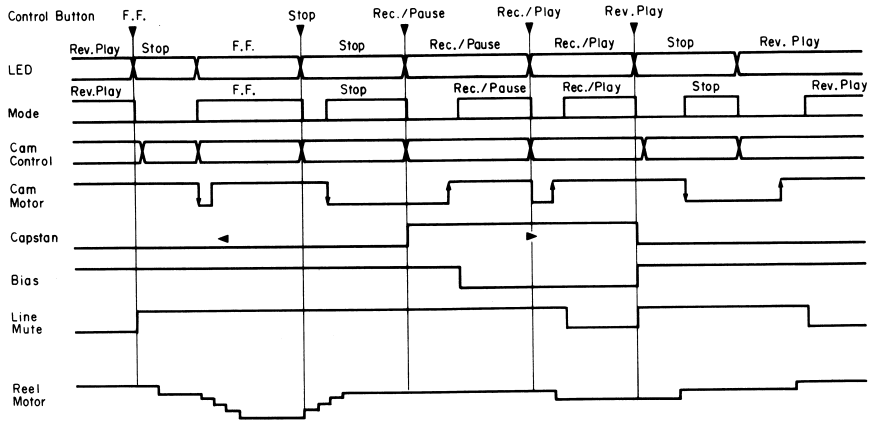 Control Button F.F. Stop Rec./Pause Rec./Play Rev.Play
Rev.Play Stop F.F. Stop Rec./Pause Rec./Play Stop Rev. Play
LED
Rev.Play F.F. Stop Rec./Pause Rec./Play Stop Rev.Play
Mode
Cam
Control
Cam
Motor
Capstan
Bias
Line
Mute
Reel
Motor